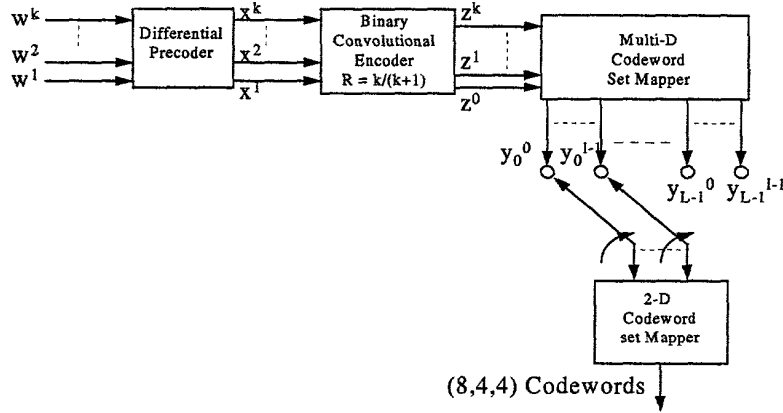 w^k
w^2
w^1
Differential
Precoder
x^k
x^2
x^1
Binary
Convolutional
Encoder
R = k/(k+1)
z^k
z^1
z^0
Multi-D
Codeword
Set Mapper
y_0^0
y_0^{I-1}
y_{L-1}^0
y_{L-1}^{I-1}
2-D
Codeword
set Mapper
(8,4,4) Codewords